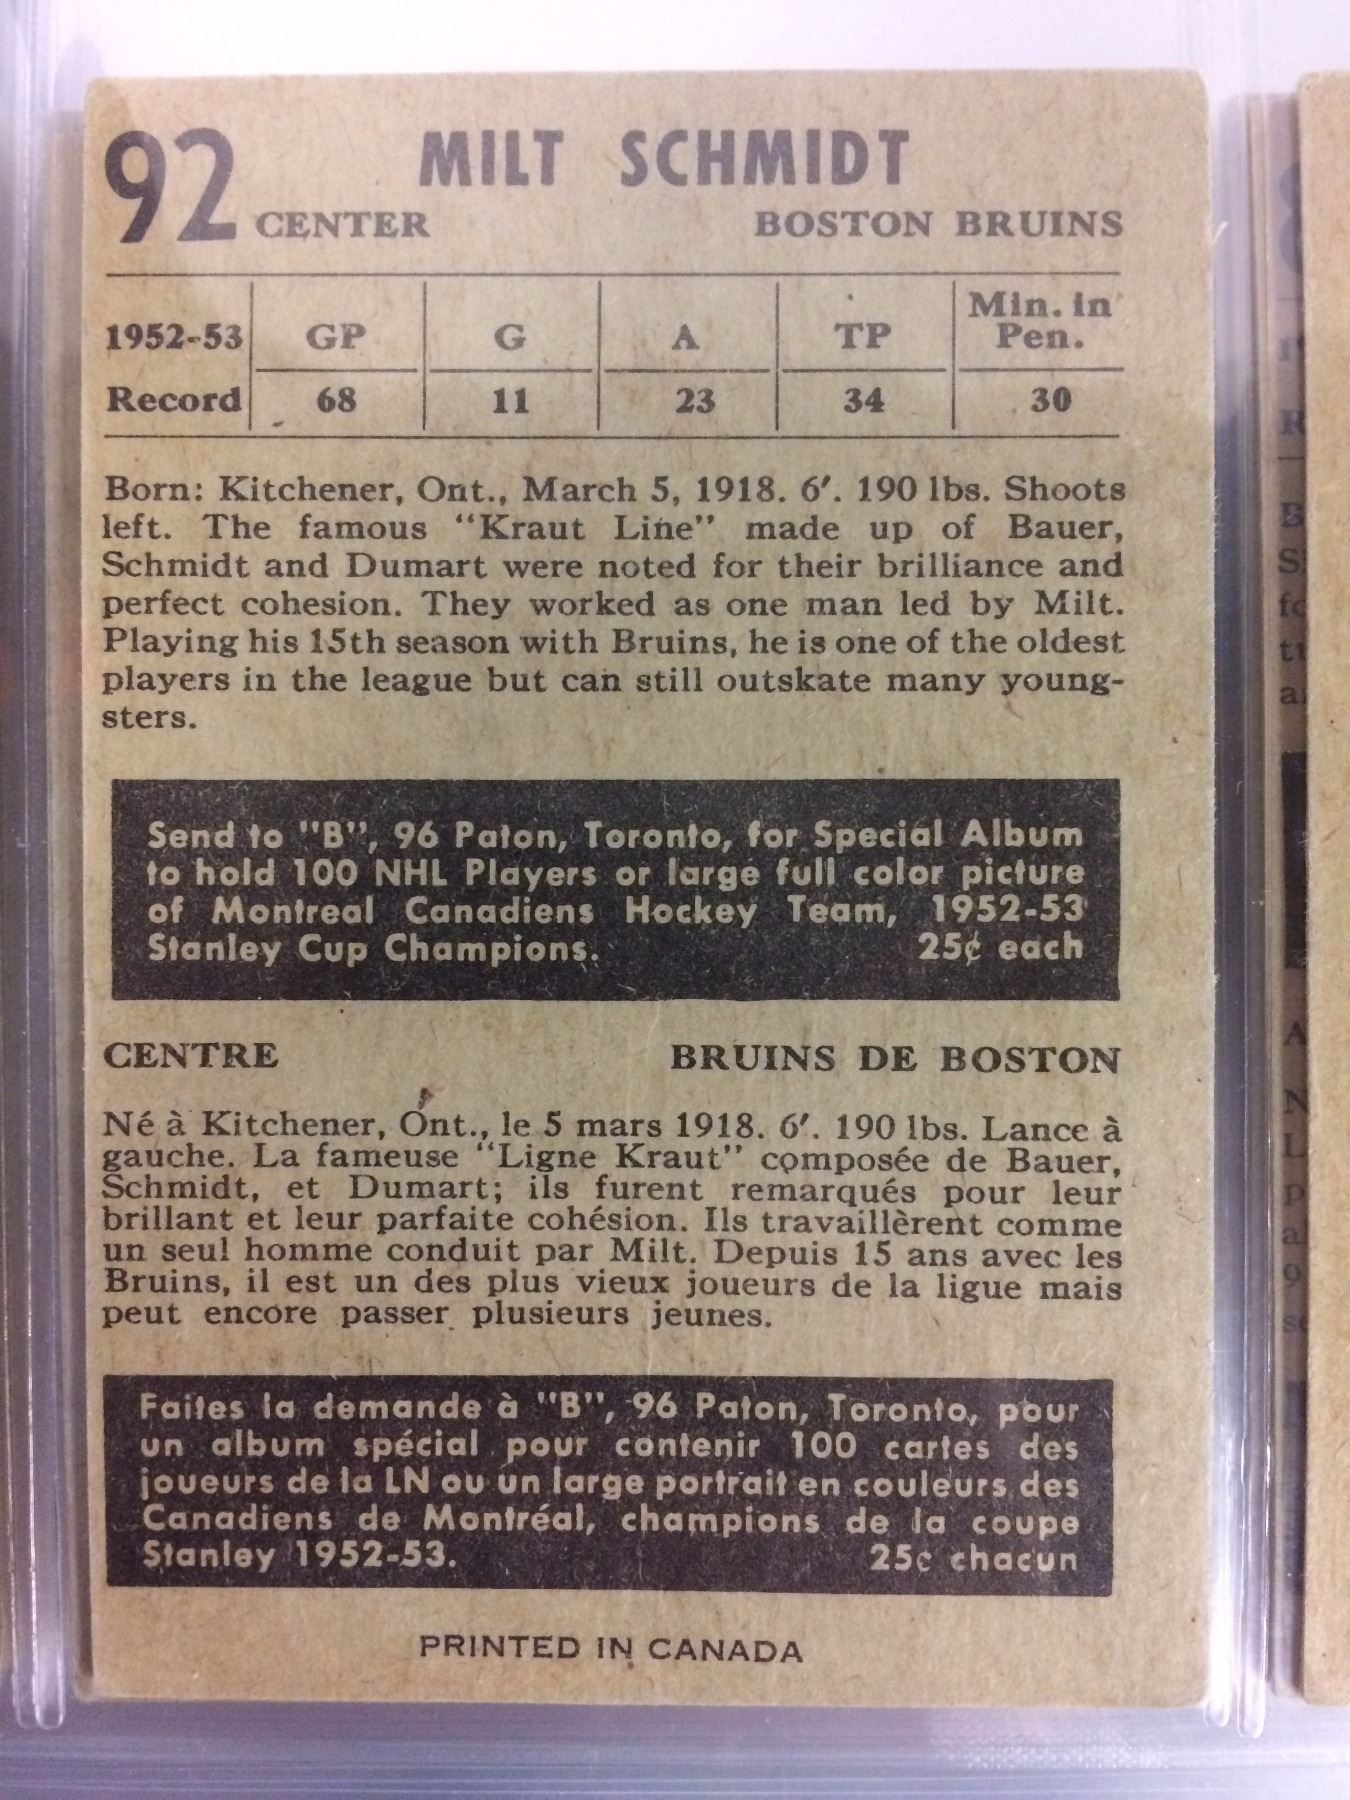 92 MILT SCHMIDT
CENTER BOSTON BRUINS
1952-53 GP G A TP Min. in Pen.
Record 68 11 23 34 30
Born: Kitchener, Ont., March 5, 1918. 6'. 190 lbs. Shoots
left. The famous "Kraut Line" made up of Bauer,
Schmidt and Dumart were noted for their brilliance and
perfect cohesion. They worked as one man led by Milt.
Playing his 15th season with Bruins, he is one of the oldest
players in the league but can still outskate many young-
sters.
Send to "B", 96 Paton, Toronto, for Special Album
to hold 100 NHL Players or large full color picture
of Montreal Canadiens Hockey Team, 1952-53
Stanley Cup Champions. 25¢ each
CENTRE BRUINS DE BOSTON
Né à Kitchener, Ont., le 5 mars 1918. 6'. 190 lbs. Lance à
gauche. La fameuse "Ligne Kraut" composée de Bauer,
Schmidt, et Dumart; ils furent remarqués pour leur
brillant et leur parfaite cohésion. Ils travaillèrent comme
un seul homme conduit par Milt. Depuis 15 ans avec les
Bruins, il est un des plus vieux joueurs de la ligue mais
peut encore passer plusieurs jeunes.
Faites la demande à "B", 96 Paton, Toronto, pour
un album spécial pour contenir 100 cartes des
joueurs de la LN ou un large portrait en couleurs des
Canadiens de Montréal, champions de la coupe
Stanley 1952-53. 25c chacun
PRINTED IN CANADA